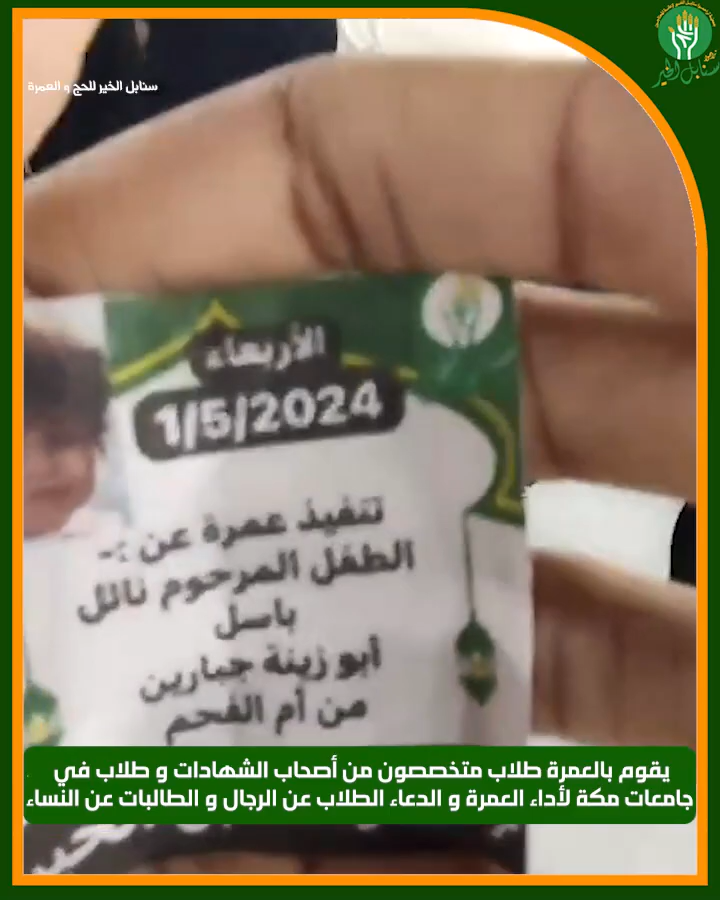 سنابل الخير
سنابل الخير للحج و العمرة
الأربعاء
1/5/2024
تنفيذ عمرة عن :-
الطفل المرحوم نائل
باسل
أبو زينة جبارين
من أم الفحم
يقوم بالعمرة طلاب متخصصون من أصحاب الشهادات و طلاب في
جامعات مكة لأداء العمرة و الدعاء الطلاب عن الرجال و الطالبات عن النساء